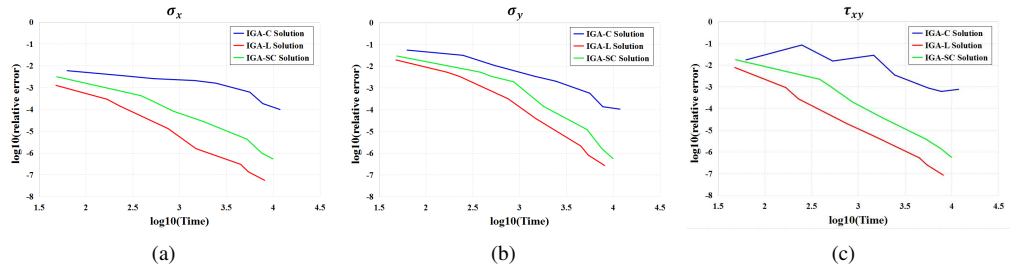 σx
σy
τxy
0
-1
-2
-3
-4
-5
-6
-7
-8
log10(relative error)
IGA-C Solution
IGA-L Solution
IGA-SC Solution
1.5 2 2.5 3 3.5 4 4.5
log10(Time)
(a)
0
-1
-2
-3
-4
-5
-6
-7
-8
log10(relative error)
IGA-C Solution
IGA-L Solution
IGA-SC Solution
1.5 2 2.5 3 3.5 4 4.5
log10(Time)
(b)
0
-1
-2
-3
-4
-5
-6
-7
-8
log10(relative error)
IGA-C Solution
IGA-L Solution
IGA-SC Solution
1.5 2 2.5 3 3.5 4 4.5
log10(Time)
(c)